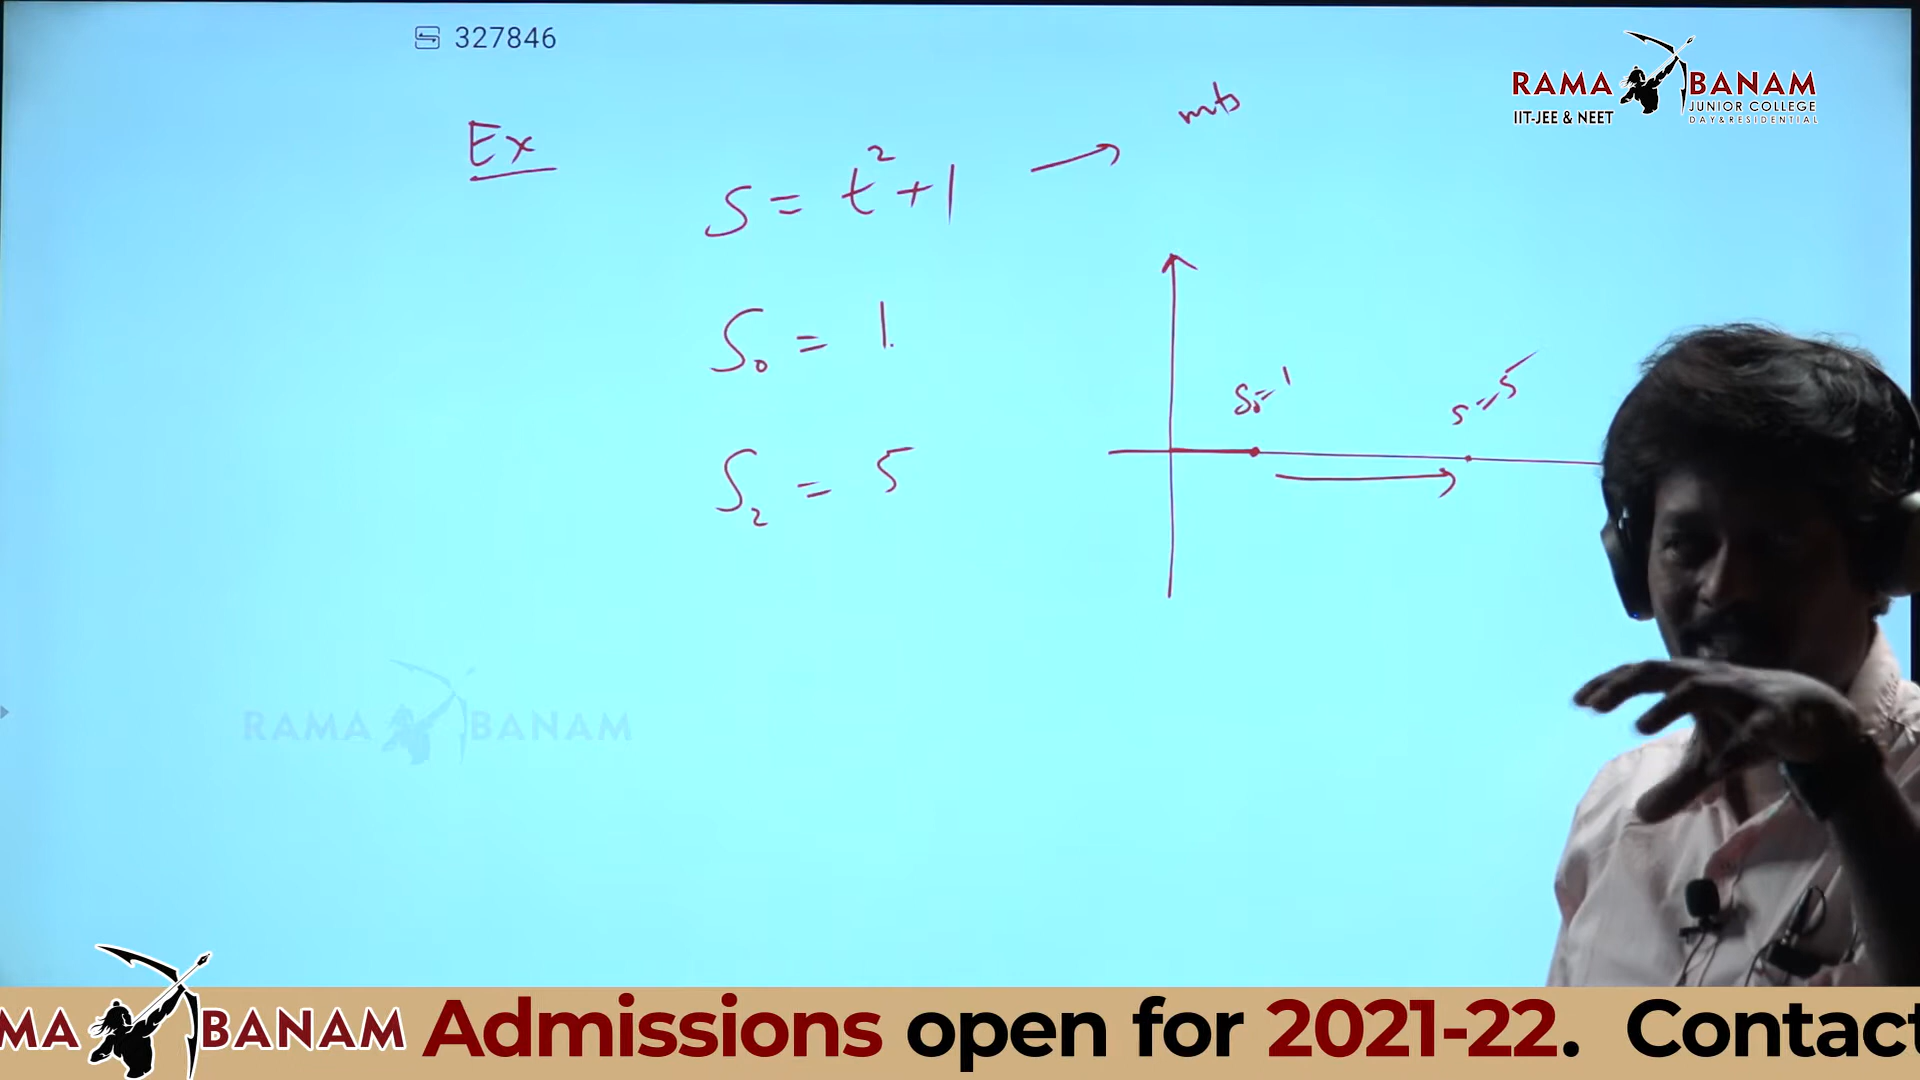 327846
RAMA BANAM
JUNIOR COLLEGE
IIT-JEE & NEET
DAY & RESIDENTIAL
mts
Ex
S = t² + 1 →
S₀ = 1
S₀=1
S=5
S₂ = 5
RAMA BANAM
MA BANAM Admissions open for 2021-22. Contact